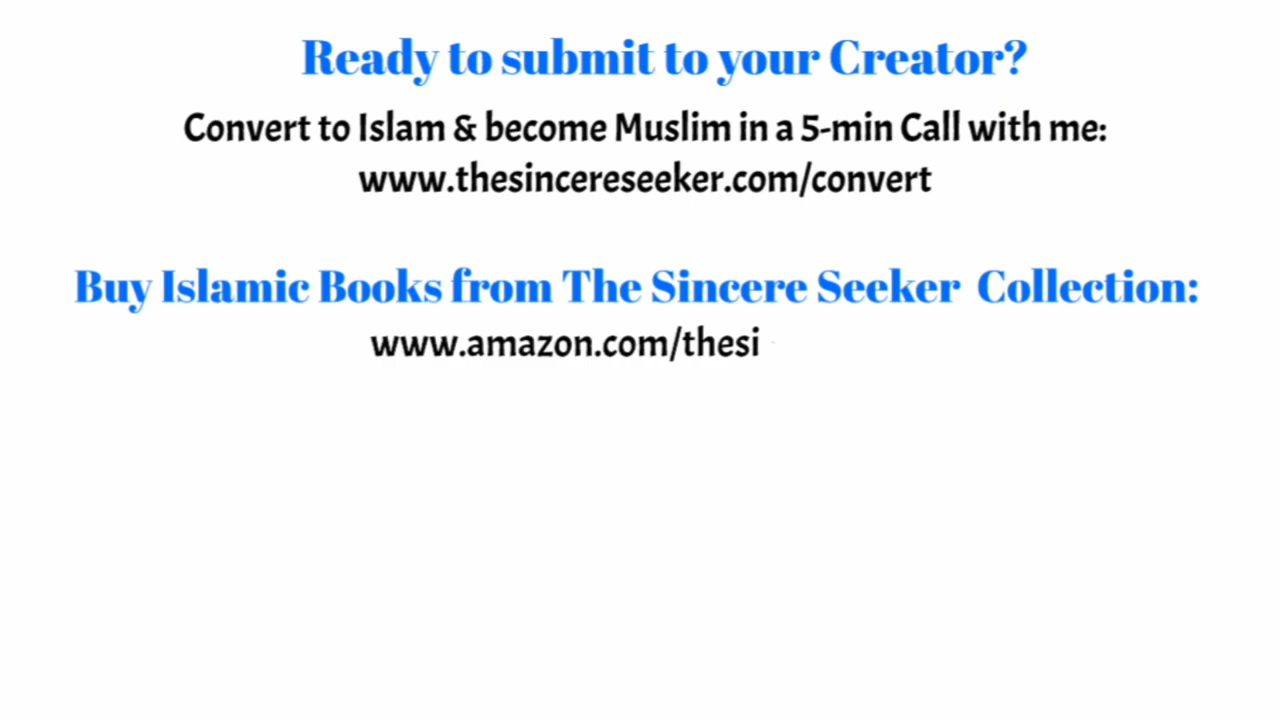 Ready to submit to your Creator?
Convert to Islam & become Muslim in a 5-min Call with me:
www.thesincereseeker.com/convert
Buy Islamic Books from The Sincere Seeker Collection:
www.amazon.com/thesi